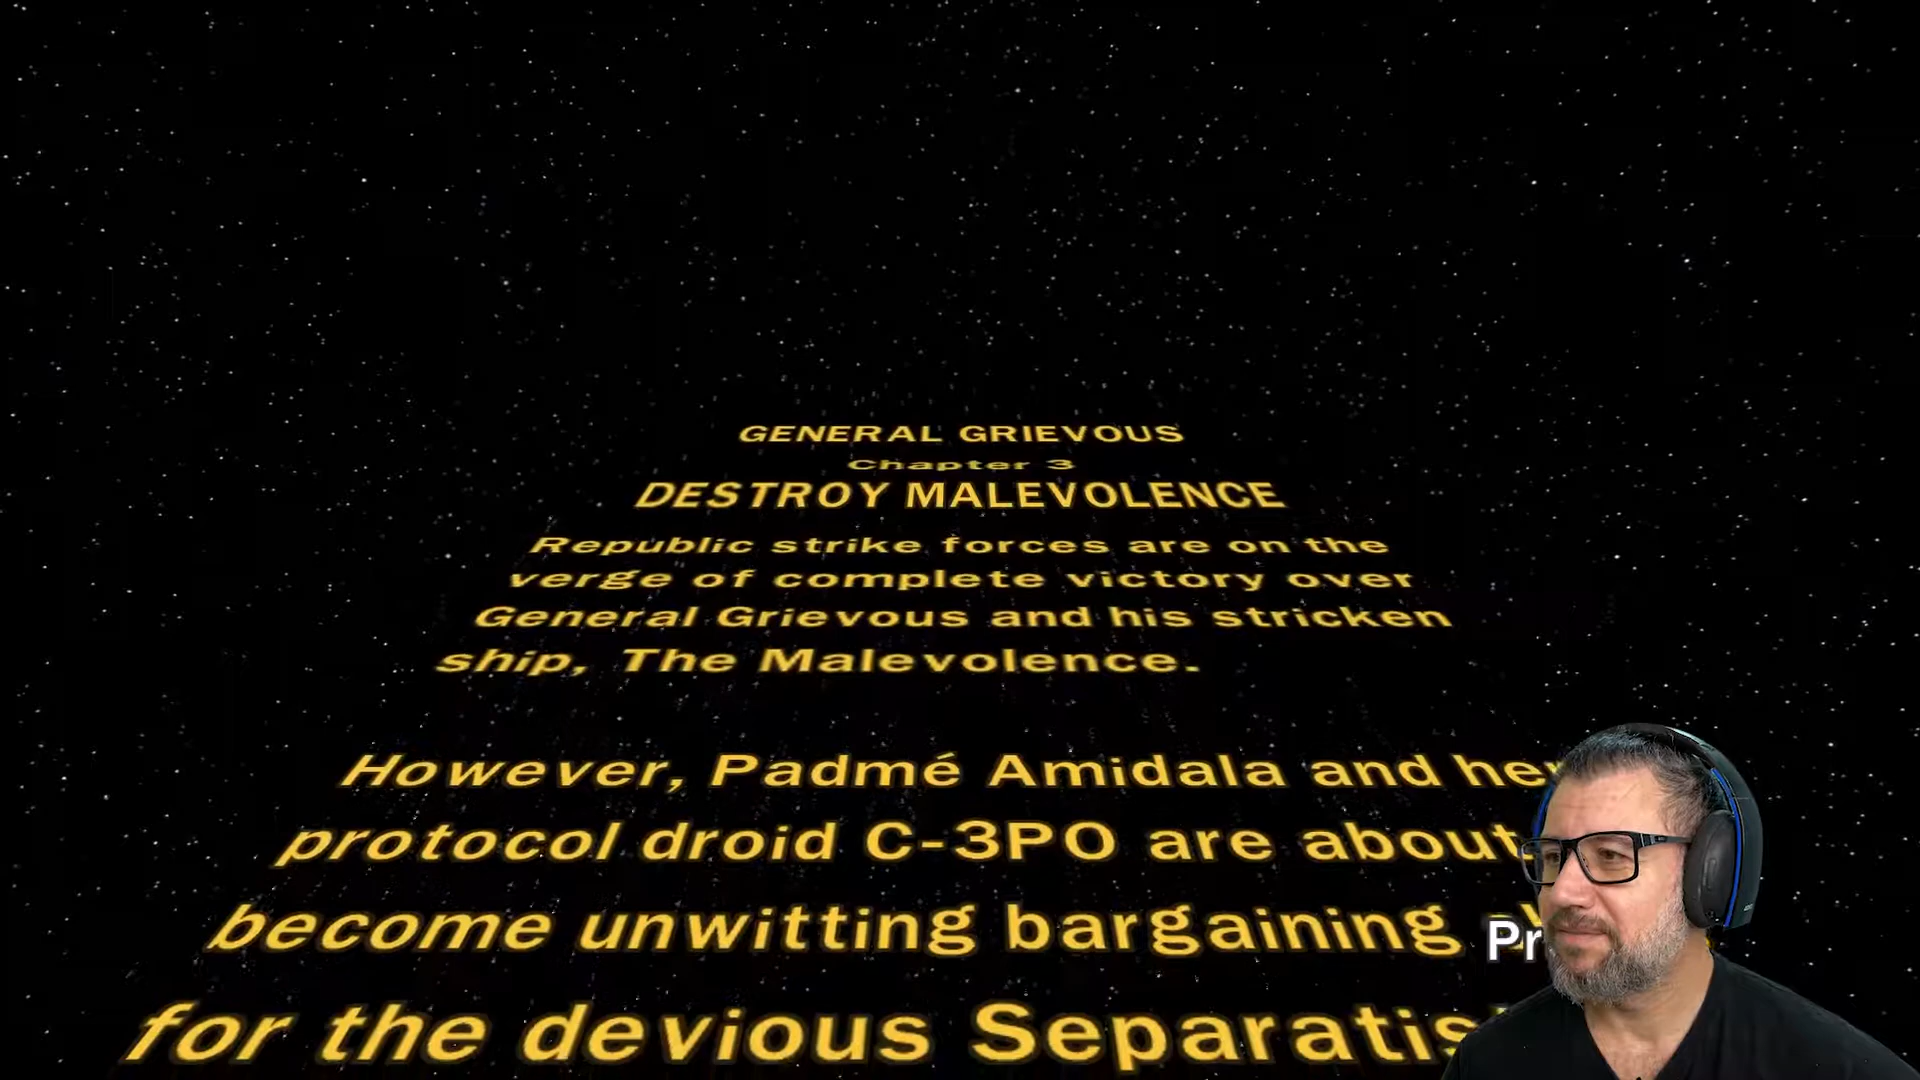 GENERAL GRIEVOUS
Chapter 3
DESTROY MALEVOLENCE
Republic strike forces are on the
verge of complete victory over
General Grievous and his stricken
ship, The Malevolence.
However, Padmé Amidala and her
protocol droid C-3PO are about
become unwitting bargaining
for the devious Separatis
Pr